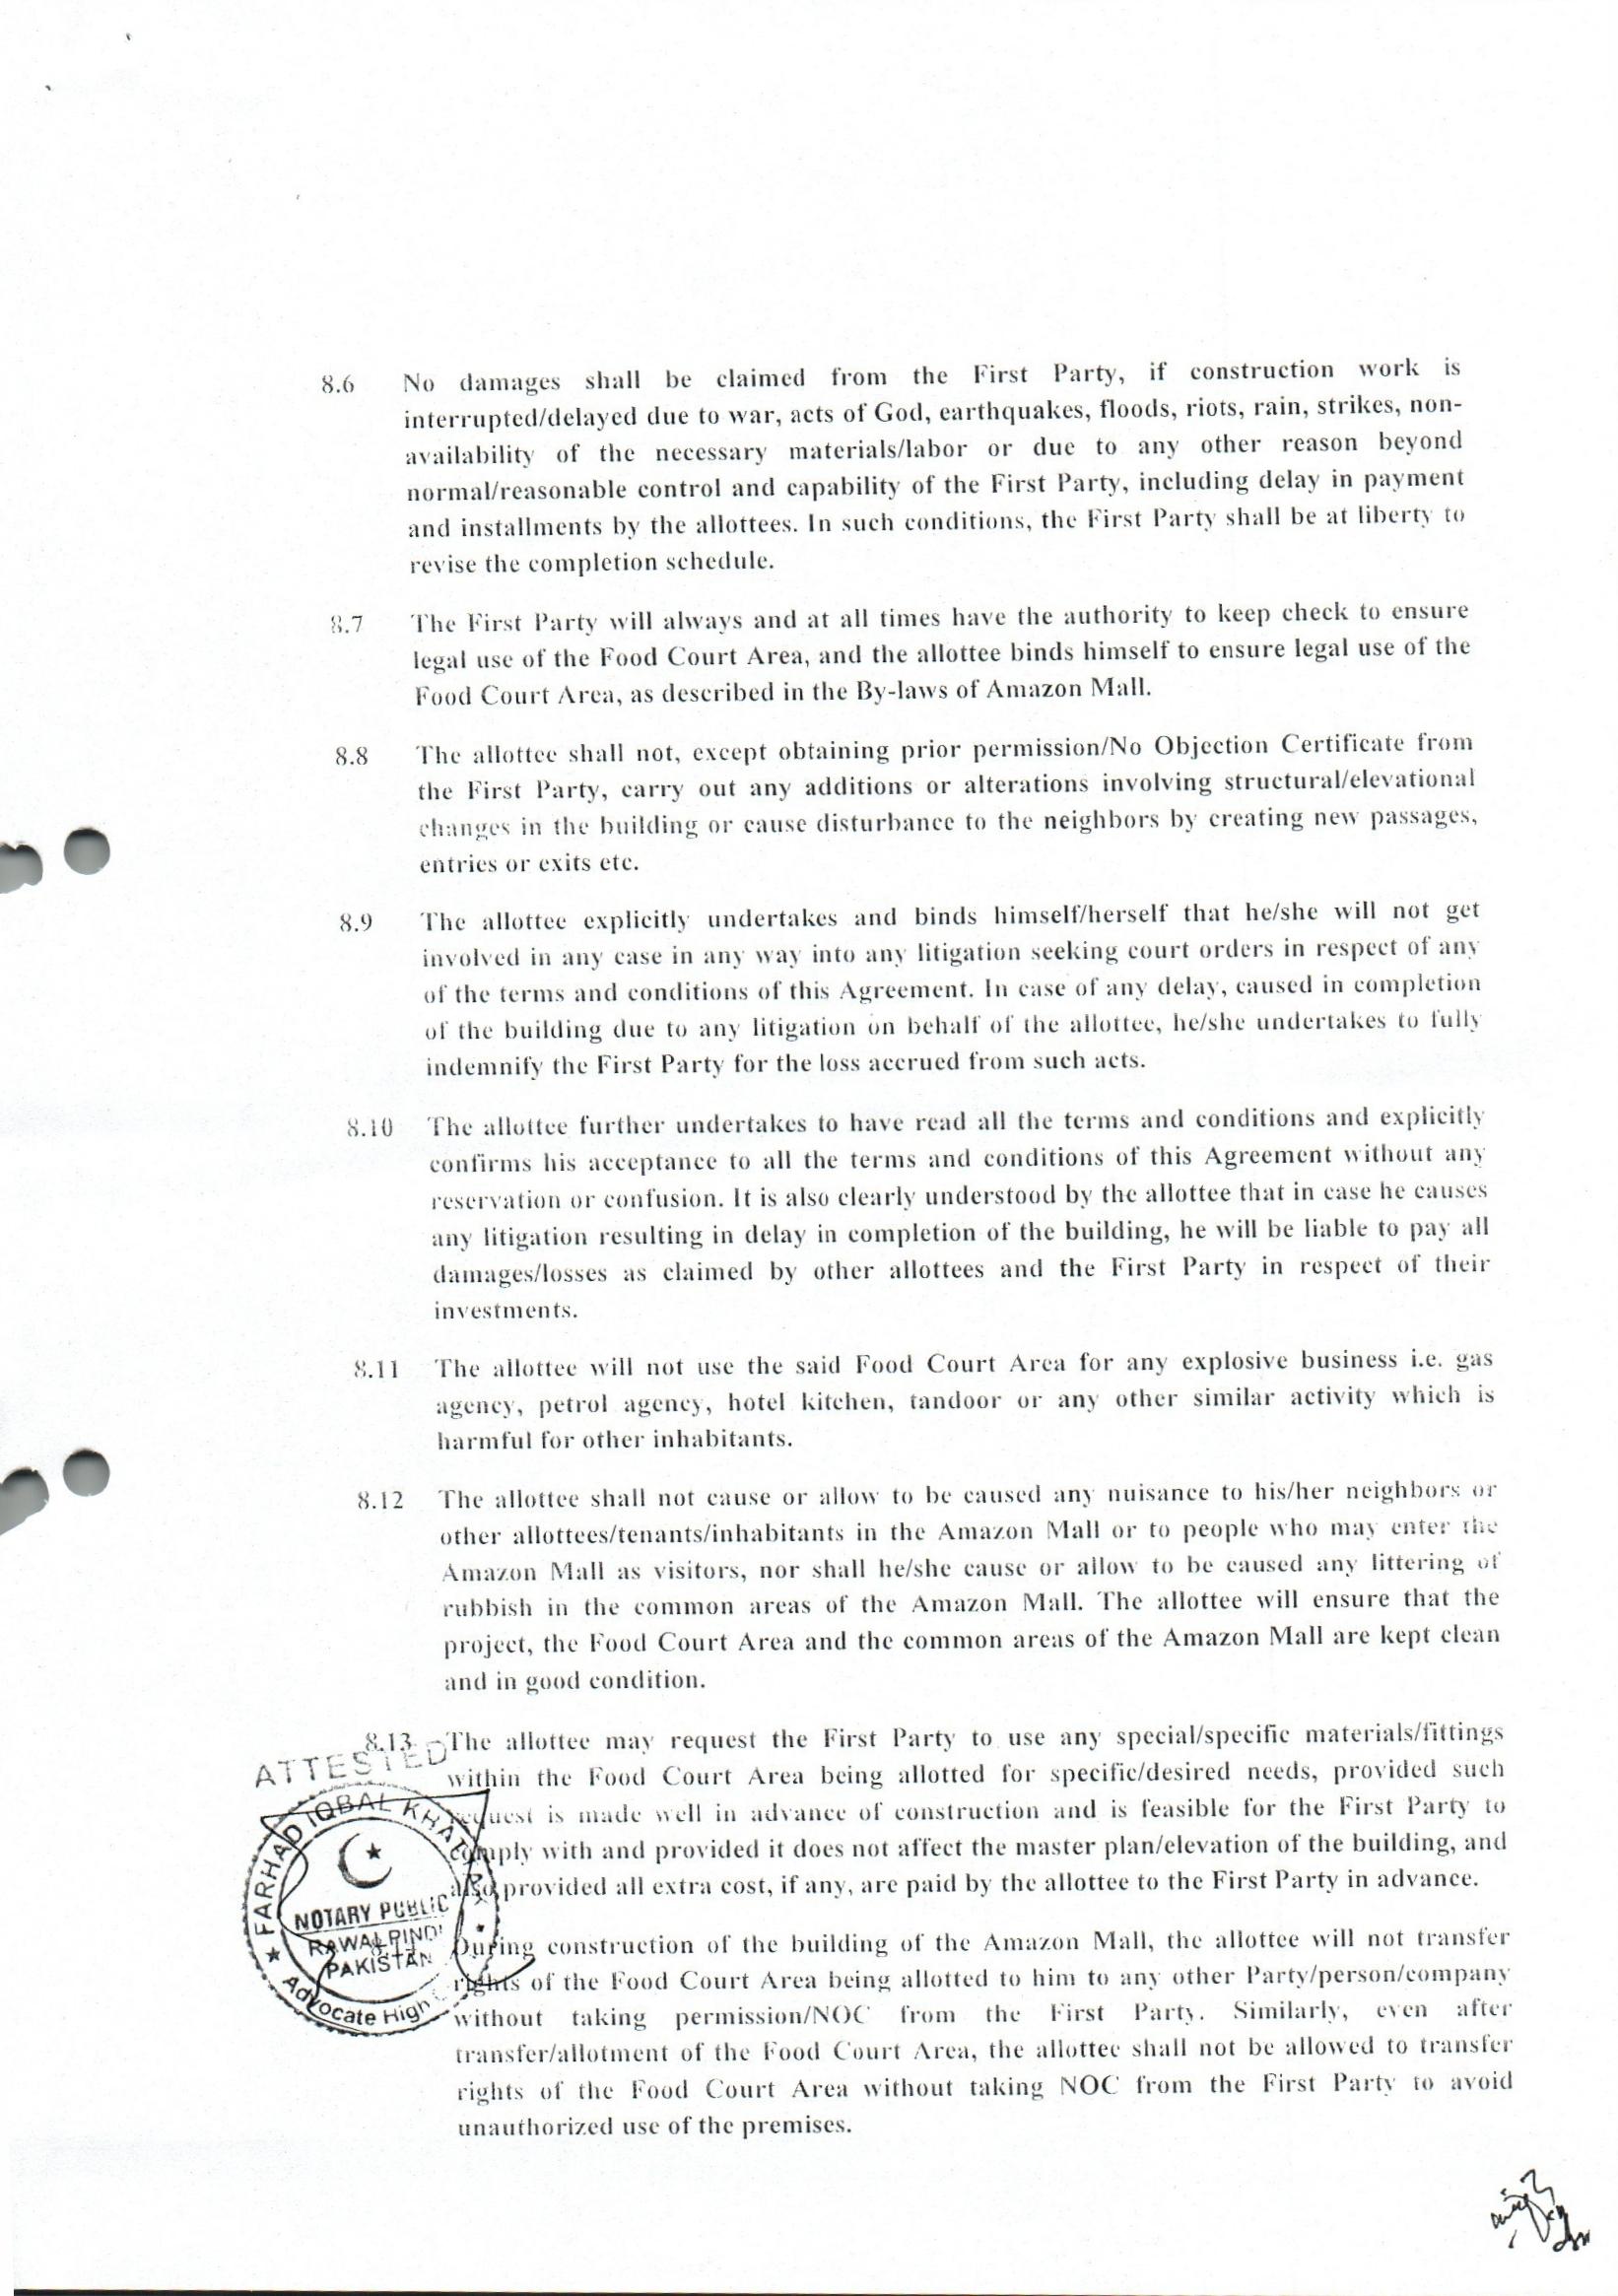 8.6 No damages shall be claimed from the First Party, if construction work is
interrupted/delayed due to war, acts of God, earthquakes, floods, riots, rain, strikes, non-
availability of the necessary materials/labor or due to any other reason beyond
normal/reasonable control and capability of the First Party, including delay in payment
and installments by the allottees. In such conditions, the First Party shall be at liberty to
revise the completion schedule.
8.7 The First Party will always and at all times have the authority to keep check to ensure
legal use of the Food Court Area, and the allottee binds himself to ensure legal use of the
Food Court Area, as described in the By-laws of Amazon Mall.
8.8 The allottee shall not, except obtaining prior permission/No Objection Certificate from
the First Party, carry out any additions or alterations involving structural/elevational
changes in the building or cause disturbance to the neighbors by creating new passages,
entries or exits etc.
8.9 The allottee explicitly undertakes and binds himself/herself that he/she will not get
involved in any case in any way into any litigation seeking court orders in respect of any
of the terms and conditions of this Agreement. In case of any delay, caused in completion
of the building due to any litigation on behalf of the allottee, he/she undertakes to fully
indemnify the First Party for the loss accrued from such acts.
8.10 The allottee further undertakes to have read all the terms and conditions and explicitly
confirms his acceptance to all the terms and conditions of this Agreement without any
reservation or confusion. It is also clearly understood by the allottee that in case he causes
any litigation resulting in delay in completion of the building, he will be liable to pay all
damages/losses as claimed by other allottees and the First Party in respect of their
investments.
8.11 The allottee will not use the said Food Court Area for any explosive business i.e. gas
agency, petrol agency, hotel kitchen, tandoor or any other similar activity which is
harmful for other inhabitants.
8.12 The allottee shall not cause or allow to be caused any nuisance to his/her neighbors or
other allottees/tenants/inhabitants in the Amazon Mall or to people who may enter the
Amazon Mall as visitors, nor shall he/she cause or allow to be caused any littering of
rubbish in the common areas of the Amazon Mall. The allottee will ensure that the
project, the Food Court Area and the common areas of the Amazon Mall are kept clean
and in good condition.
8.13 The allottee may request the First Party to use any special/specific materials/fittings
within the Food Court Area being allotted for specific/desired needs, provided such
request is made well in advance of construction and is feasible for the First Party to
comply with and provided it does not affect the master plan/elevation of the building, and
also provided all extra cost, if any, are paid by the allottee to the First Party in advance.
During construction of the building of the Amazon Mall, the allottee will not transfer
rights of the Food Court Area being allotted to him to any other Party/person/company
without taking permission/NOC from the First Party. Similarly, even after
transfer/allotment of the Food Court Area, the allottee shall not be allowed to transfer
rights of the Food Court Area without taking NOC from the First Party to avoid
unauthorized use of the premises.
ATTESTED
FARHAD IQBAL
NOTARY PUBLIC
RAWALPINDI
PAKISTAN
Advocate High